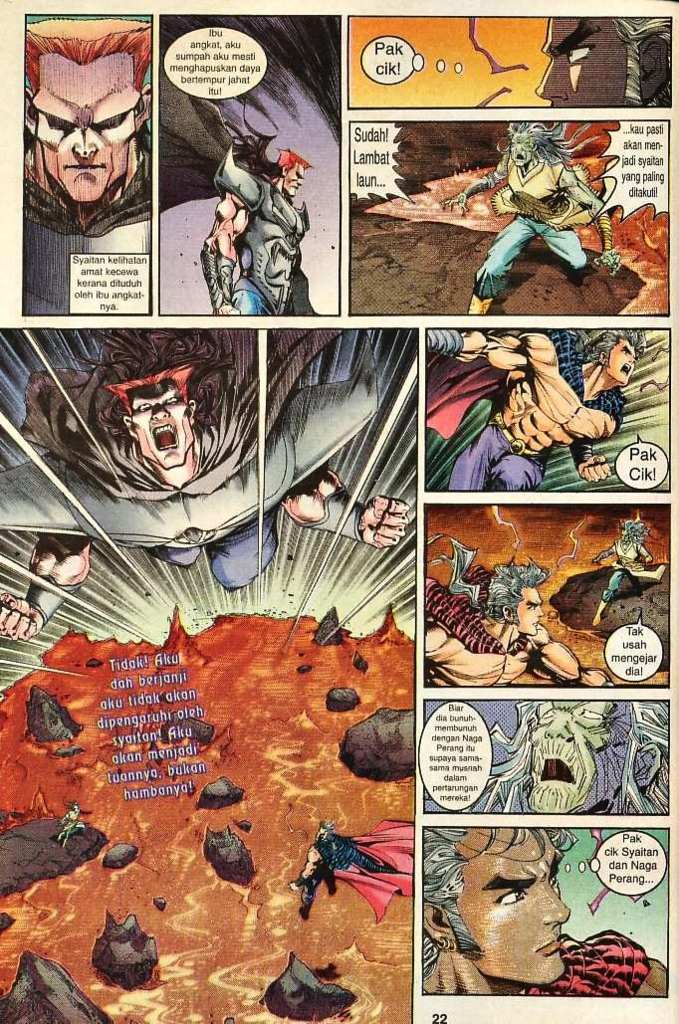 Syaitan kelihatan
amat kecewa
kerana dituduh
oleh ibu angkat-
nya.
Ibu
angkat, aku
sumpah aku mesti
menghapuskan daya
bertempur jahat
itu!
Pak
cik!
Sudah!
Lambat
laun...
...kau pasti
akan men-
jadi syaitan
yang paling
ditakuti!
Tidak! Aku
dah berjanji
aku tidak akan
dipengaruhi oleh
syaitan! Aku
akan menjadi
tuannya, bukan
hambanya!
Pak
Cik!
Tak
usah
mengejar
dia!
Biar
dia bunuh-
membunuh
dengan Naga
Perang itu
supaya sama-
sama musnah
dalam
pertarungan
mereka!
Pak
cik Syaitan
dan Naga
Perang...
22